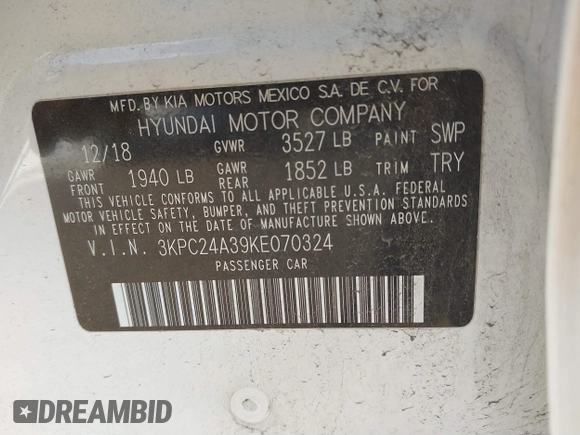 MFD. BY KIA MOTORS MEXICO S.A. DE C.V. FOR
HYUNDAI MOTOR COMPANY
12/18 GVWR 3527 LB PAINT SWP
GAWR FRONT 1940 LB GAWR REAR 1852 LB TRIM TRY
THIS VEHICLE CONFORMS TO ALL APPLICABLE U.S.A. FEDERAL
MOTOR VEHICLE SAFETY, BUMPER, AND THEFT PREVENTION STANDARDS
IN EFFECT ON THE DATE OF MANUFACTURE SHOWN ABOVE.
V.I.N. 3KPC24A39KE070324
PASSENGER CAR
DREAMBID